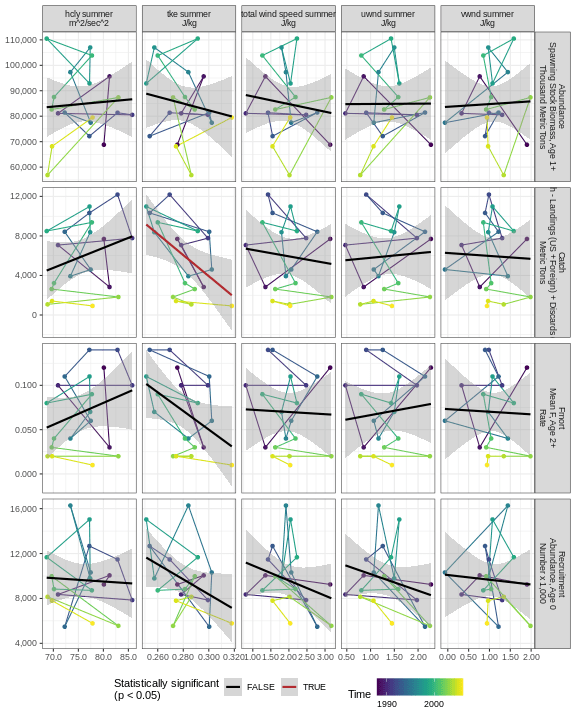 hdy summer
m^2/sec^2
tke summer
J/kg
total wind speed summer
J/kg
uwnd summer
J/kg
vwnd summer
J/kg
110,000
100,000
90,000
80,000
70,000
60,000
Abundance
Spawning Stock Biomass, Age 1+
Thousand Metric Tons
12,000
8,000
4,000
0
Catch
h - Landings (US +Foreign) + Discards
Metric Tons
0.100
0.050
0.000
Fmort
Mean F, Age 2+
Rate
16,000
12,000
8,000
4,000
Recruitment
Abundance, Age 0
Number x 1,000
70.0 75.0 80.0 85.0
0.260 0.280 0.300 0.320
1.00 1.50 2.00 2.50 3.00
0.50 1.00 1.50 2.00
0.00 0.50 1.00 1.50 2.00
Statistically significant
(p < 0.05)
FALSE
TRUE
Time
1990 2000